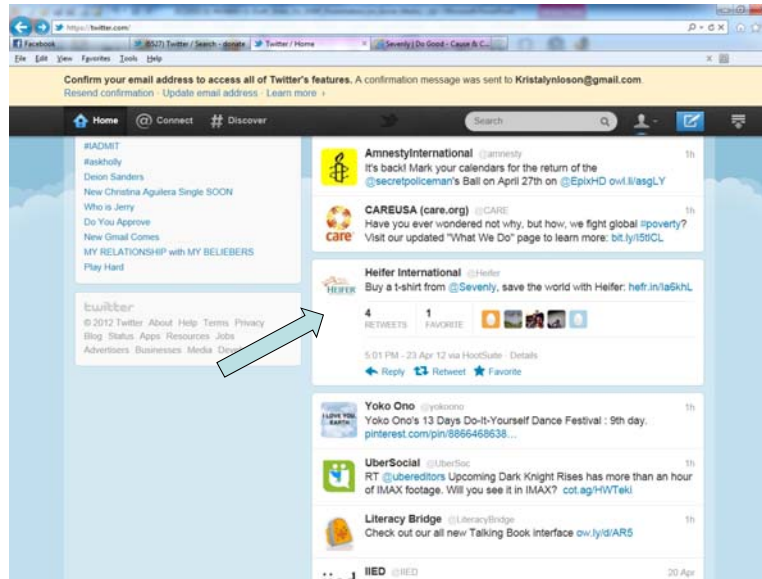 https://twitter.com/
Facebook
(527) Twitter / Search - donate
Twitter / Home
Sevenly | Do Good - Cause & C...
File Edit View Favorites Tools Help
Confirm your email address to access all of Twitter's features. A confirmation message was sent to Kristalynloson@gmail.com.
Resend confirmation · Update email address · Learn more ›
Home Connect Discover
Search
#IADMIT
#askholly
Deion Sanders
New Christina Aguilera Single SOON
Who is Jerry
Do You Approve
New Gmail Comes
MY RELATIONSHIP with MY BELIEBERS
Play Hard
twitter
© 2012 Twitter About Help Terms Privacy
Blog Status Apps Resources Jobs
Advertisers Businesses Media
AmnestyInternational @amnesty 1h
It's back! Mark your calendars for the return of the
@secretpoliceman's Ball on April 27th on @EpixHD owl.li/asgLY
care
CAREUSA (care.org) @CARE 1h
Have you ever wondered not why, but how, we fight global #poverty?
Visit our updated "What We Do" page to learn more: bit.ly/I5tlCL
HEIFER
Heifer International @Heifer
Buy a t-shirt from @Sevenly, save the world with Heifer: hefr.in/Ia6khL
4 1
RETWEETS FAVORITE
5:01 PM - 23 Apr 12 via HootSuite · Details
Reply Retweet Favorite
I LOVE YOU
EARTH
Yoko Ono @yokoono 1h
Yoko Ono's 13 Days Do-It-Yourself Dance Festival : 9th day.
pinterest.com/pin/8866468638...
UberSocial @UberSoc 1h
RT @ubereditors Upcoming Dark Knight Rises has more than an hour
of IMAX footage. Will you see it in IMAX? cot.ag/HWTeki
Literacy Bridge @LiteracyBridge 1h
Check out our all new Talking Book interface ow.ly/d/AR5
IIED @IIED 20 Apr